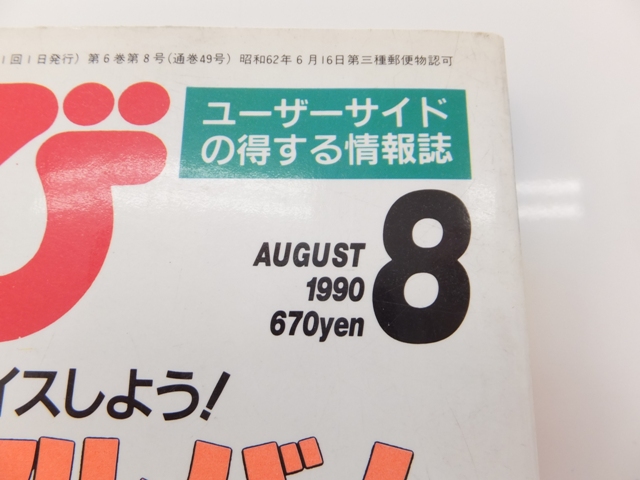 1回1日発行) 第6巻第8号(通巻49号) 昭和62年6月16日第三種郵便物認可
び
ユーザーサイド
の得する情報誌
AUGUST
1990
670yen
8
イスしよう!